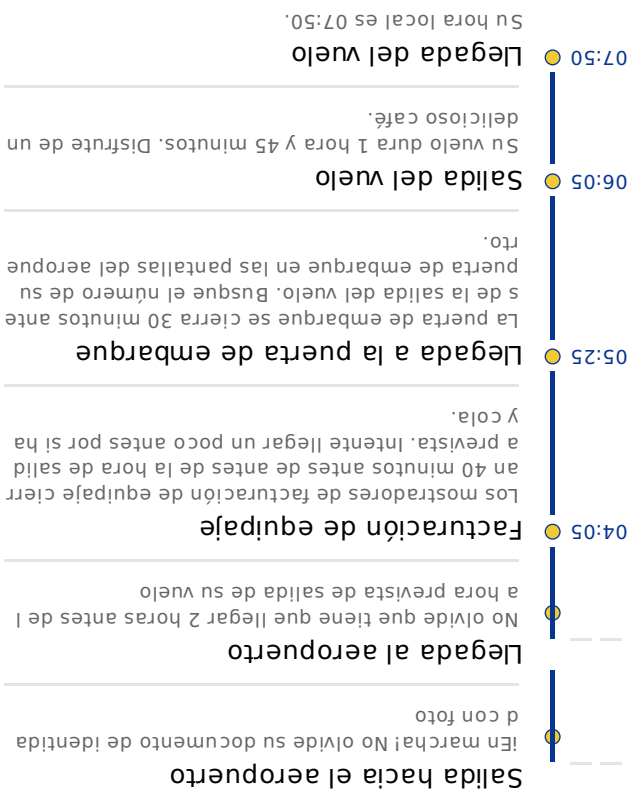 Salida hacia el aeropuerto
¡En marcha! No olvide su documento de identida
d con foto
Llegada al aeropuerto
No olvide que tiene que llegar 2 horas antes de l
a hora prevista de salida de su vuelo
04:05
Facturación de equipaje
Los mostradores de facturación de equipaje cierr
an 40 minutos antes de antes de la hora de salid
a prevista. Intente llegar un poco antes por si ha
y cola.
05:25
Llegada a la puerta de embarque
La puerta de embarque se cierra 30 minutos ante
s de la salida del vuelo. Busque el número de su
puerta de embarque en las pantallas del aeropue
rto.
06:05
Salida del vuelo
Su vuelo dura 1 hora y 45 minutos. Disfrute de un
delicioso café.
07:50
Llegada del vuelo
Su hora local es 07:50.